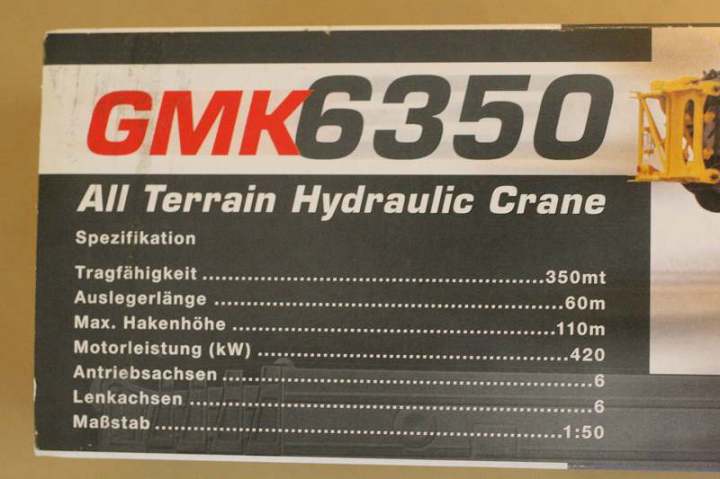 GMK6350
All Terrain Hydraulic Crane
Spezifikation
Tragfähigkeit ........................................................350mt
Auslegerlänge ........................................................60m
Max. Hakenhöhe ...................................................110m
Motorleistung (kW) ................................................420
Antriebsachsen ........................................................6
Lenkachsen ..............................................................6
Maßstab ...............................................................1:50